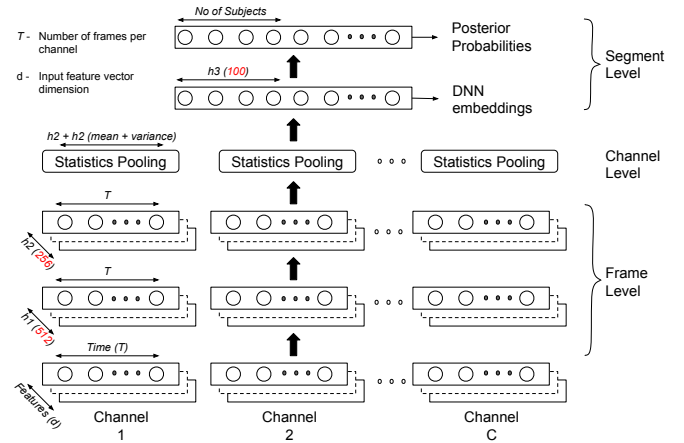 No of Subjects
T - Number of frames per
channel
Posterior
Probabilities
Segment
Level
d - Input feature vector
dimension
h3 (100)
DNN
embeddings
h2 + h2 (mean + variance)
Statistics Pooling Statistics Pooling Statistics Pooling
Channel
Level
T
h2 (256)
T
Frame
Level
h1 (512)
Time (T)
Features (d)
Channel
1
Channel
2
Channel
C